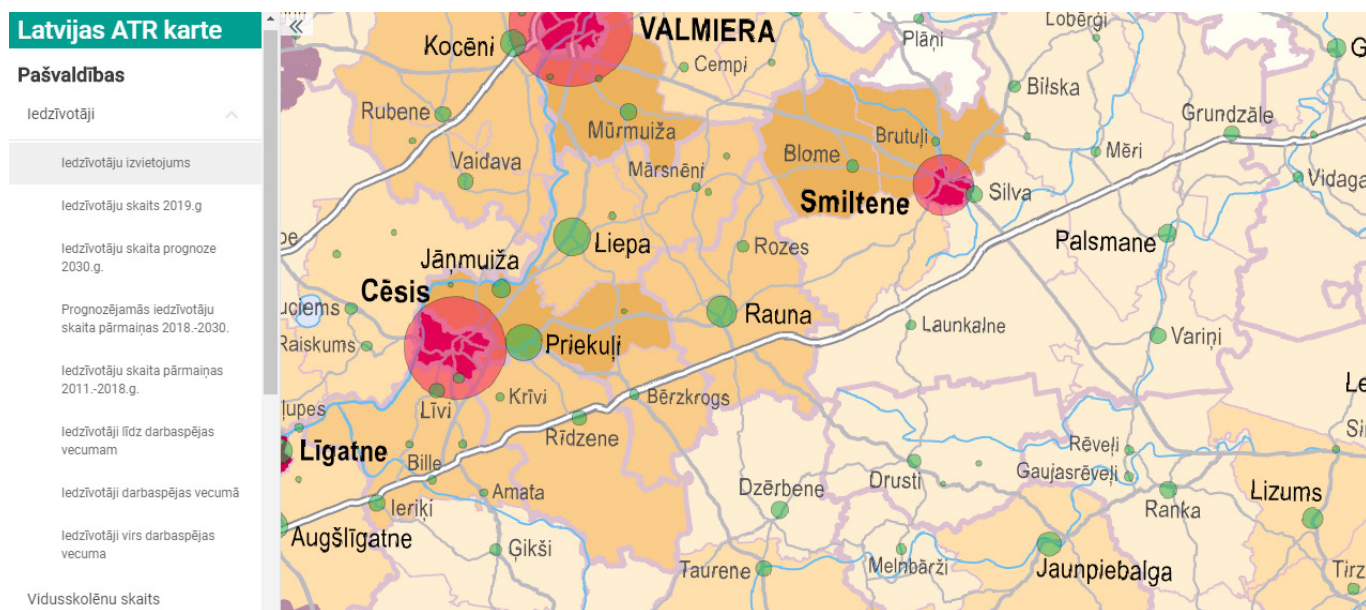 Latvijas ATR karte
Pašvaldības
Iedzīvotāji
Iedzīvotāju izvietojums
Iedzīvotāju skaits 2019.g
Iedzīvotāju skaita prognoze
2030.g.
Prognozējamās iedzīvotāju
skaita pārmaiņas 2018.-2030.
Iedzīvotāju skaita pārmaiņas
2011.-2018.g.
Iedzīvotāji līdz darbaspējas
vecumam
Iedzīvotāji darbaspējas vecumā
Iedzīvotāji virs darbaspējas
vecuma
Vidusskolēnu skaits
Kocēni
VALMIERA
Plāņi
Lobērģi
G
Cempi
Bilska
Rubene
Mūrmuiža
Grundzāle
Brutuļi
Vaidava
Mārsnēni
Blome
Mēri
Smiltene
Silva
Vidaga
Liepa
Rozes
Palsmane
Jāņmuiža
Cēsis
uciems
Rauna
Launkalne
Raiskums
Priekuļi
Variņi
Krīvi
Bērzkrogs
Le
ļupes
Līvi
Rīdzene
Līgatne
Rēveļi
Bille
Gaujasrēveļi
Drusti
Amata
Dzērbene
Lizums
Ieriķi
Ranka
Augšlīgatne
Ģikši
Taurene
Melnbārži
Jaunpiebalga
Tirz